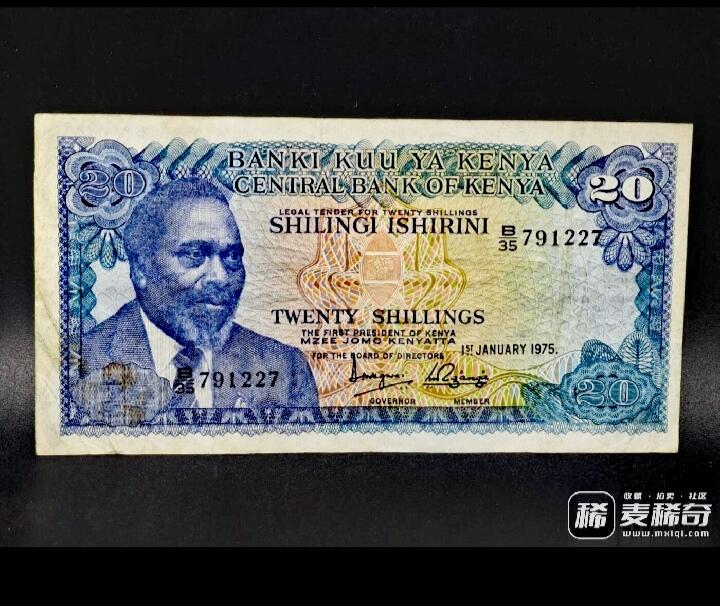 20
BANKI KUU YA KENYA
CENTRAL BANK OF KENYA
20
LEGAL TENDER FOR TWENTY SHILLINGS
SHILINGI ISHIRINI
B/35 791227
TWENTY SHILLINGS
THE FIRST PRESIDENT OF KENYA
MZEE JOMO KENYATTA
FOR THE BOARD OF DIRECTORS
1ST JANUARY 1975.
B/35 791227
GOVERNOR MEMBER
20
稀
收藏·拍卖·社区
麦稀奇
www.mxiqi.com